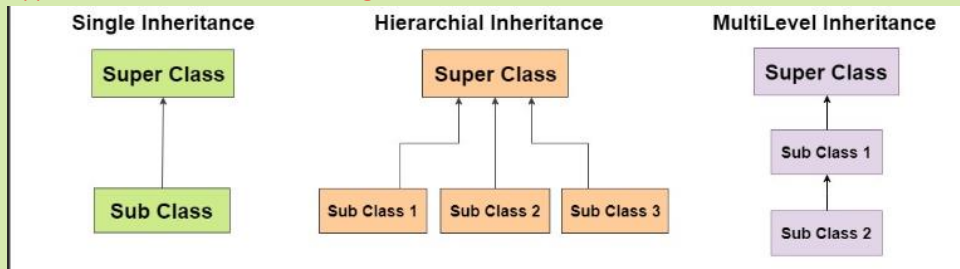 Single Inheritance
Super Class
Sub Class
Hierarchial Inheritance
Super Class
Sub Class 1
Sub Class 2
Sub Class 3
MultiLevel Inheritance
Super Class
Sub Class 1
Sub Class 2